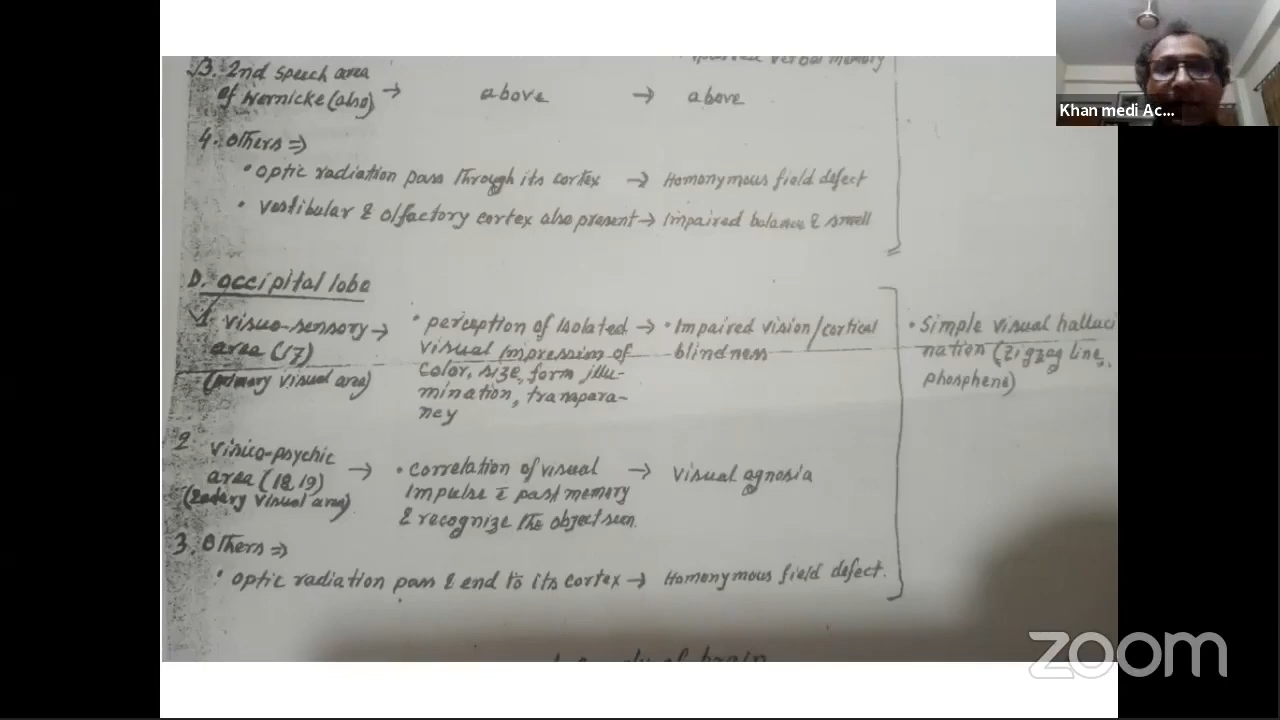 Khan medi Ac...
verbal memory
√3. 2nd speech area
of Wernicke (also) → above → above
4. Others ⇒
• optic radiation pass through its cortex → Homonymous field defect
• vestibular & olfactory cortex also present → Impaired balance & smell
D. occipital lobe
√1. visuo-sensory → • perception of isolated → • Impaired vision/cortical • Simple visual halluci
area (17) visual impression of blindness nation (zigzag line,
(primary visual area) color, size, form illu- phosphene)
mination, transpara-
ncy
2 visuo-psychic
area (18,19) → • correlation of visual → visual agnosia
(2ndary visual area) impulse c̄ past memory
& recognize the object seen.
3. Others ⇒
• optic radiation pass & end to its cortex → Homonymous field defect.
of brain
zoom